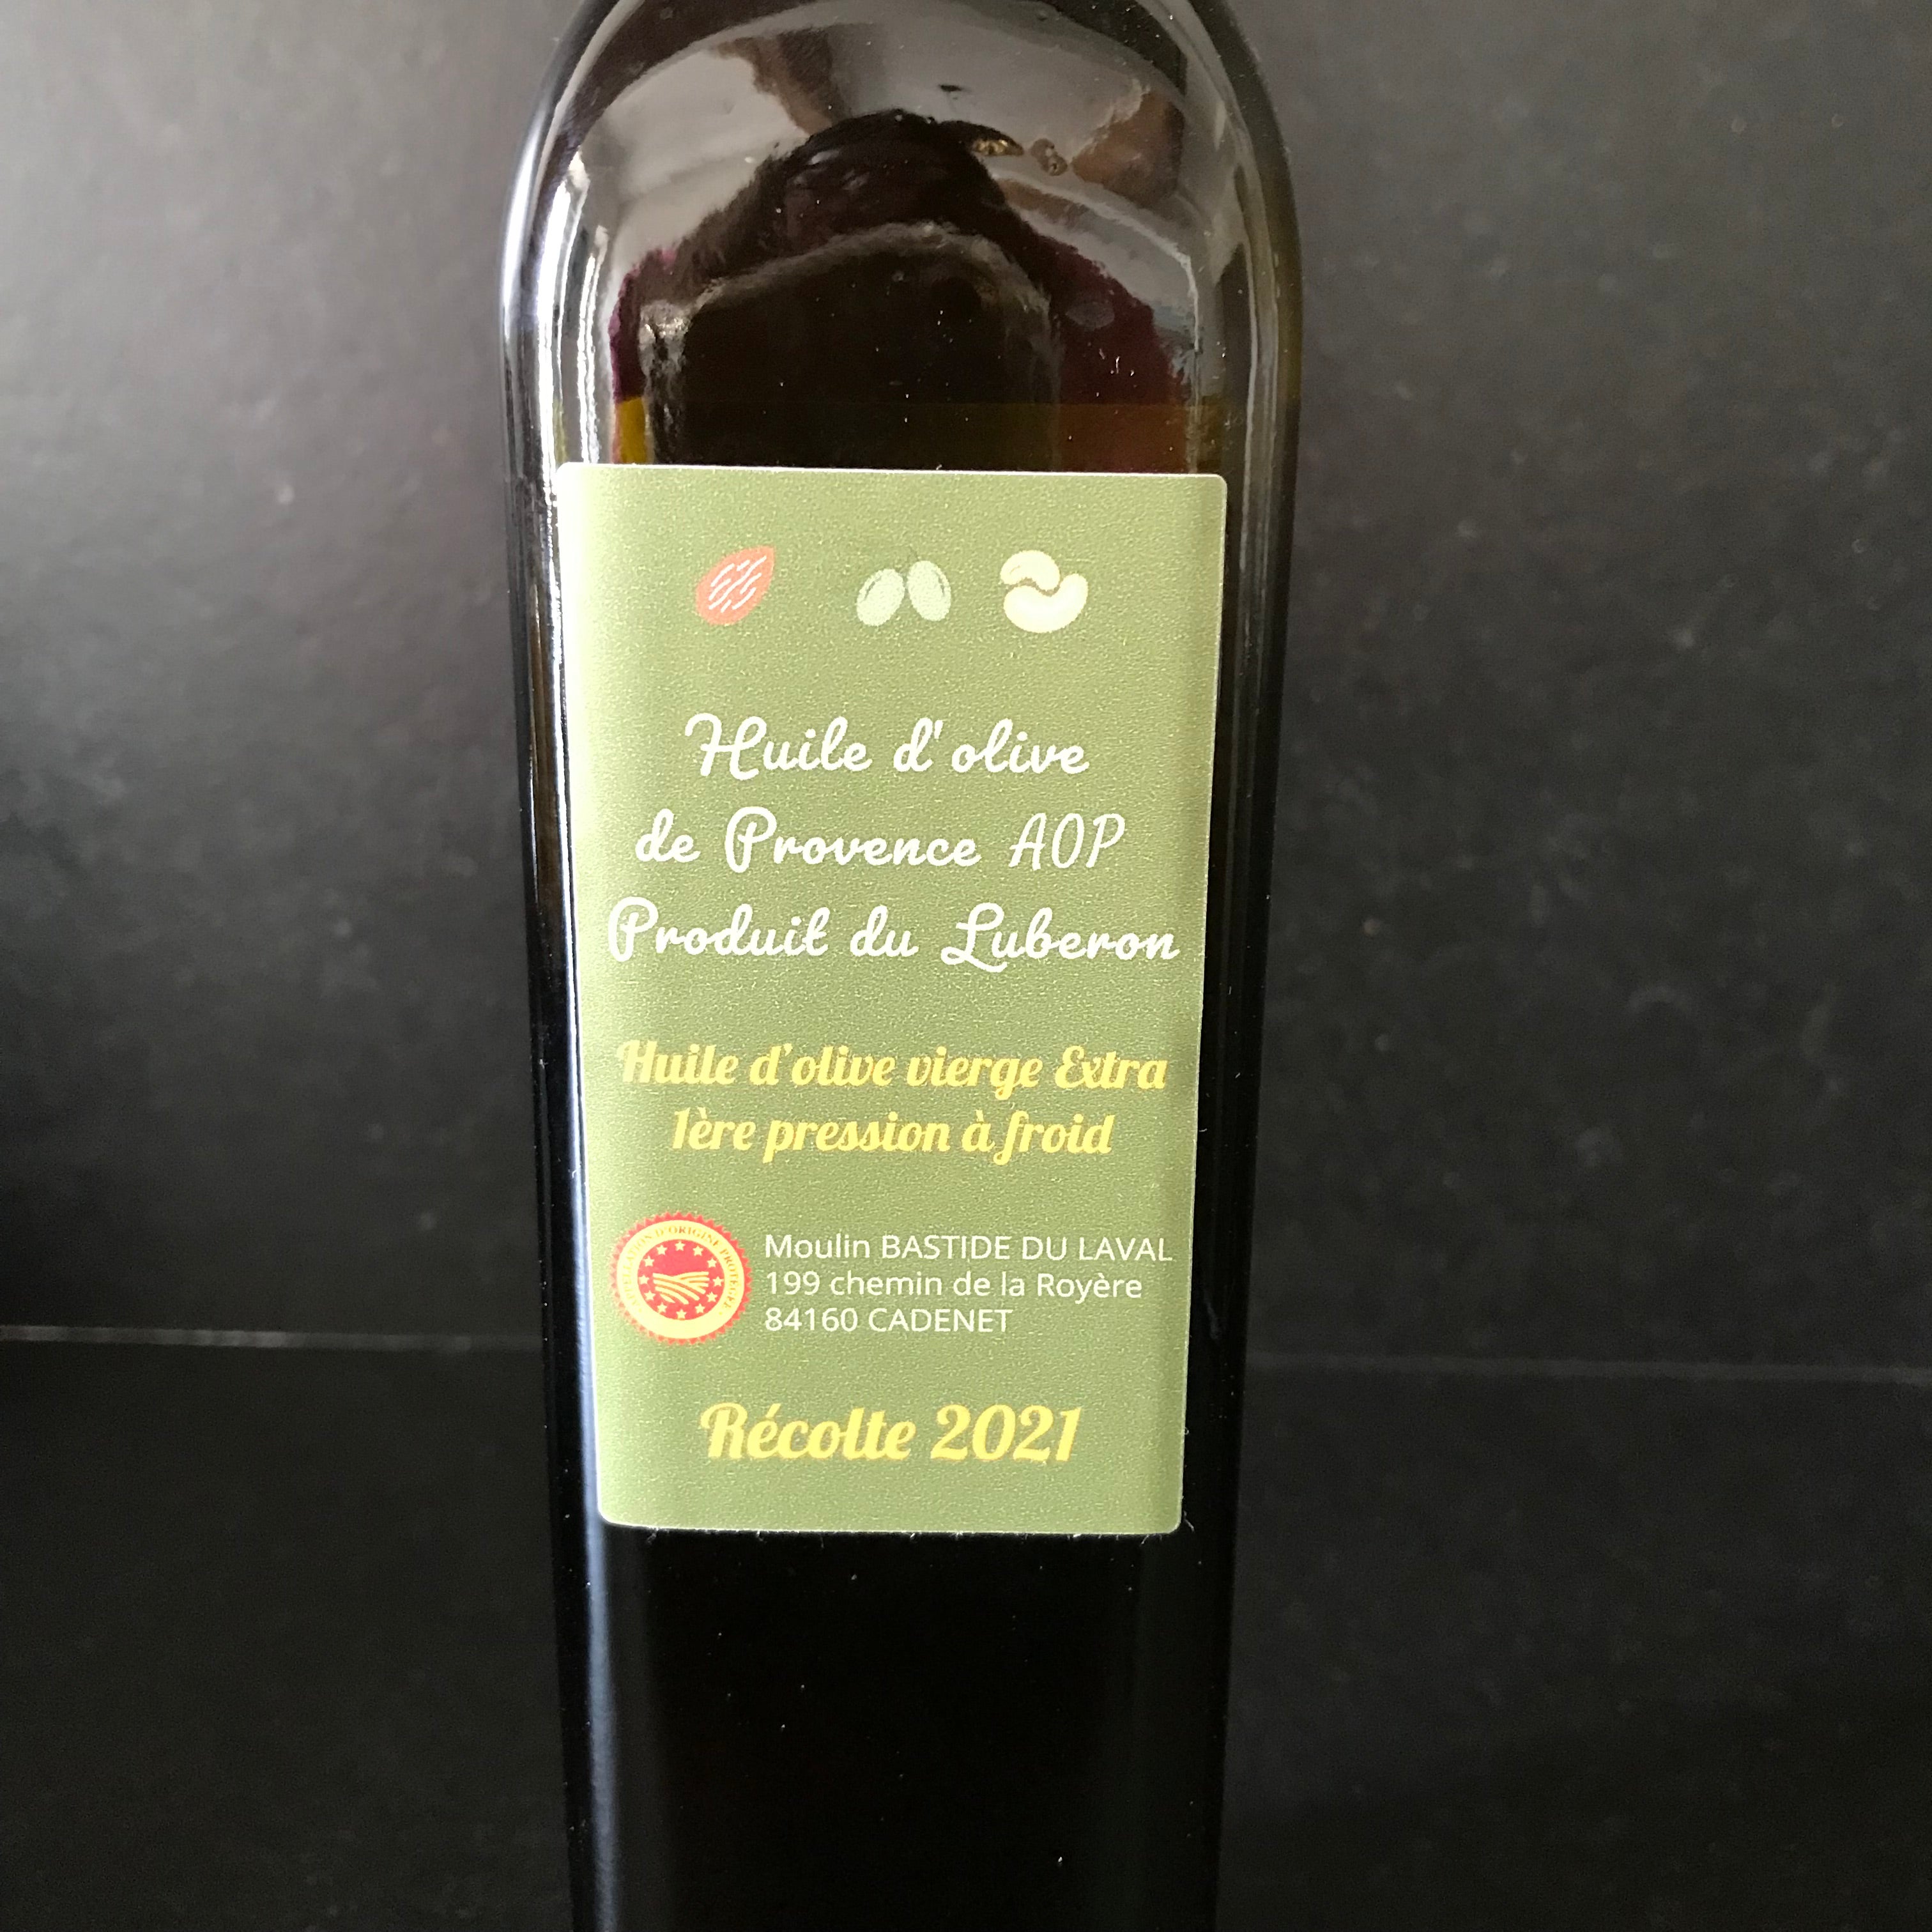 Huile d'olive
de Provence AOP
Produit du Luberon
Huile d'olive vierge Extra
1ère pression à froid
D'ORIGINE
Moulin BASTIDE DU LAVAL
199 chemin de la Royère
84160 CADENET
Récolte 2021